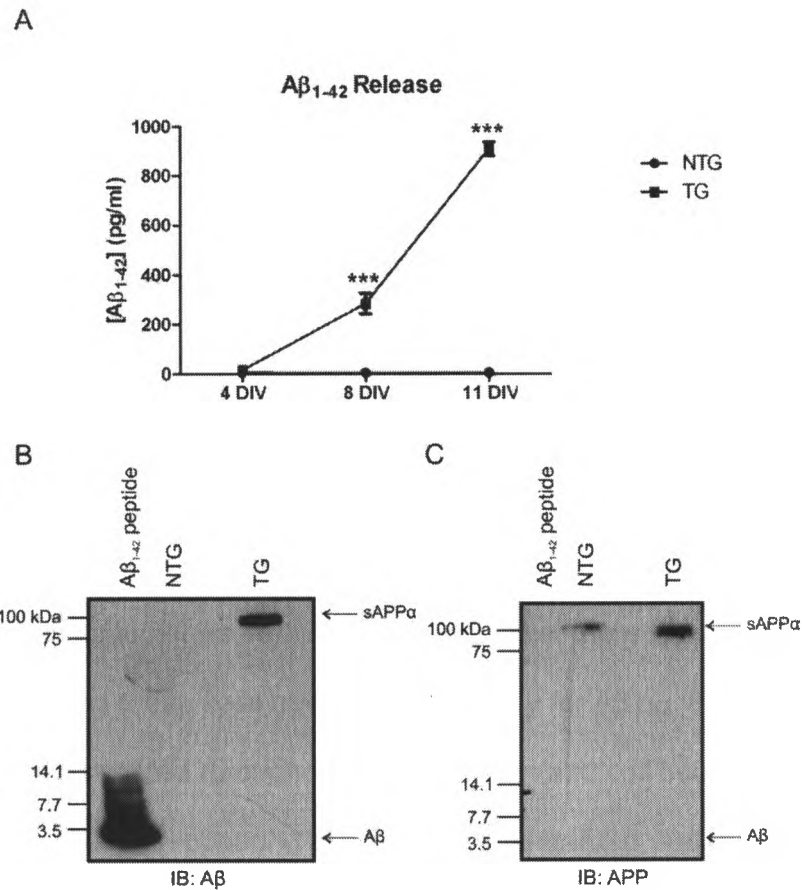 A
Aβ1-42 Release
[Aβ1-42] (pg/ml)
1000
800
600
400
200
0
***
***
4 DIV 8 DIV 11 DIV
NTG
TG
B
Aβ1-42 peptide
NTG
TG
100 kDa
75
14.1
7.7
3.5
sAPPα
Aβ
IB: Aβ
C
Aβ1-42 peptide
NTG
TG
100 kDa
75
14.1
7.7
3.5
sAPPα
Aβ
IB: APP